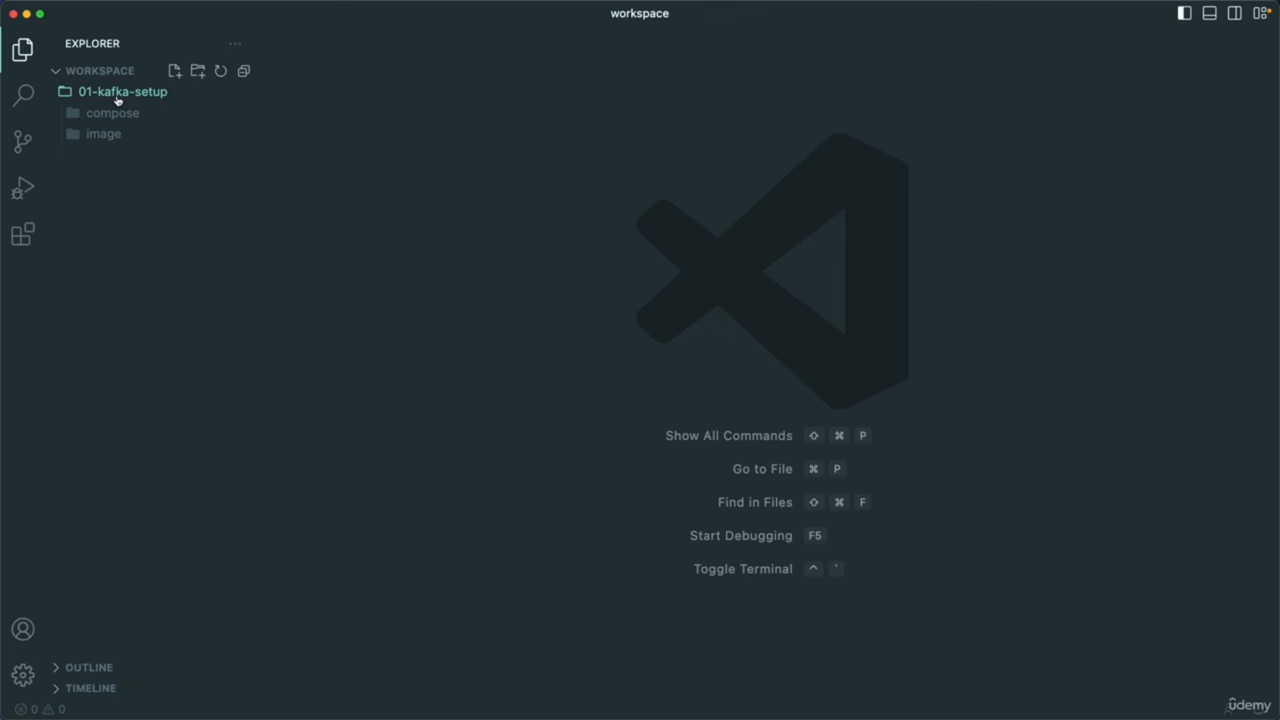 workspace
EXPLORER
WORKSPACE
01-kafka-setup
compose
image
Show All Commands ⇧ ⌘ P
Go to File ⌘ P
Find in Files ⇧ ⌘ F
Start Debugging F5
Toggle Terminal ^ `
OUTLINE
TIMELINE
0 0
ûdemy